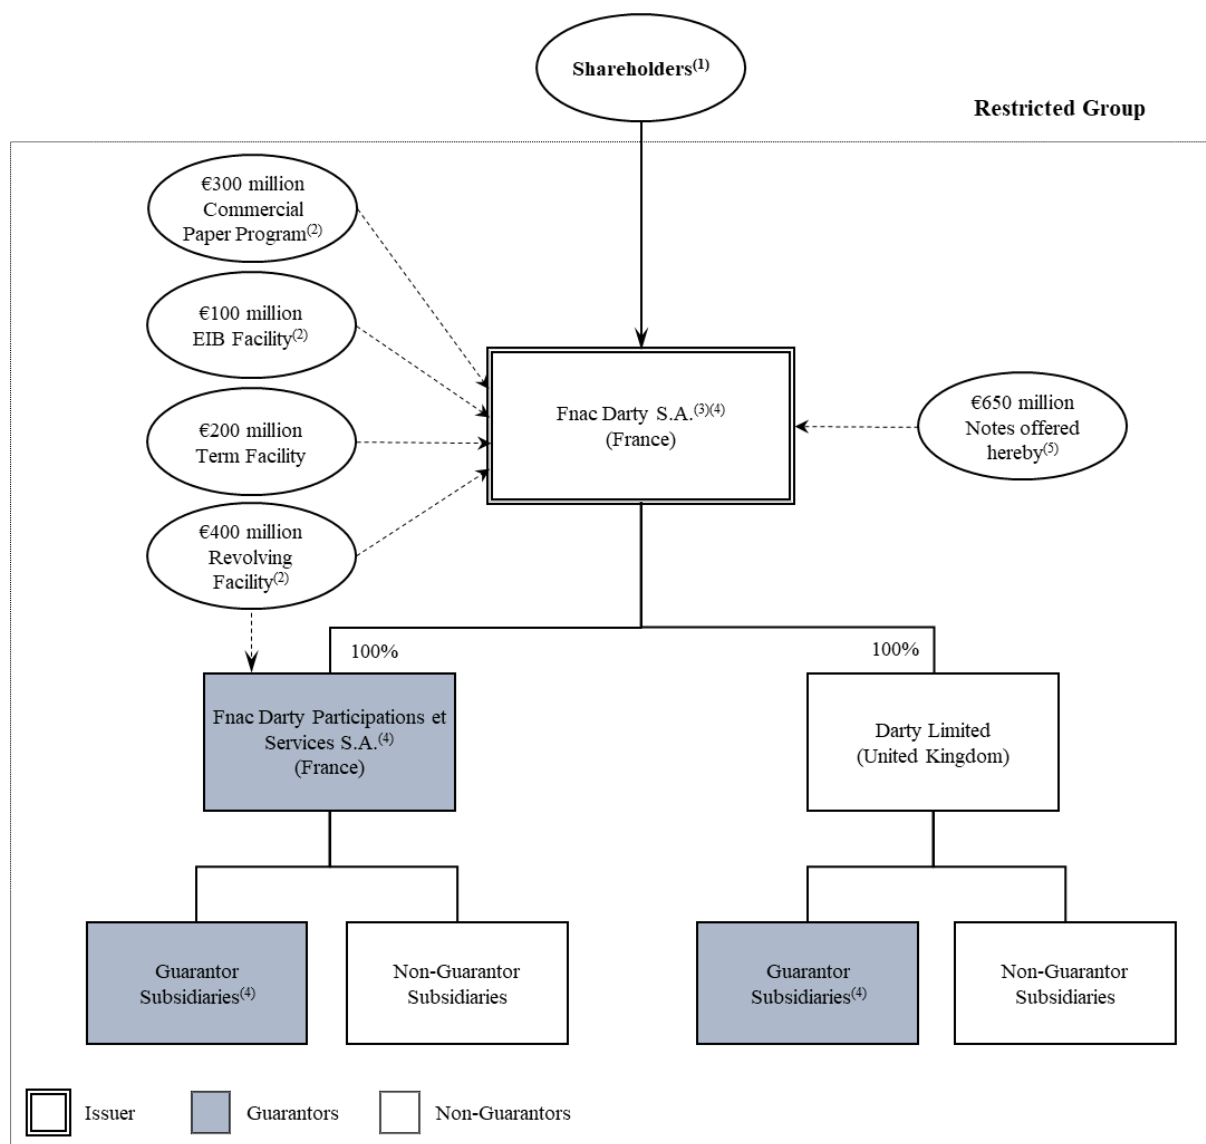 Shareholders(1)
Restricted Group
€300 million
Commercial
Paper Program(2)
€100 million
EIB Facility(2)
€200 million
Term Facility
€400 million
Revolving
Facility(2)
Fnac Darty S.A.(3)(4)
(France)
€650 million
Notes offered
hereby(5)
100%
100%
Fnac Darty Participations et
Services S.A.(4)
(France)
Darty Limited
(United Kingdom)
Guarantor
Subsidiaries(4)
Non-Guarantor
Subsidiaries
Guarantor
Subsidiaries(4)
Non-Guarantor
Subsidiaries
Issuer
Guarantors
Non-Guarantors